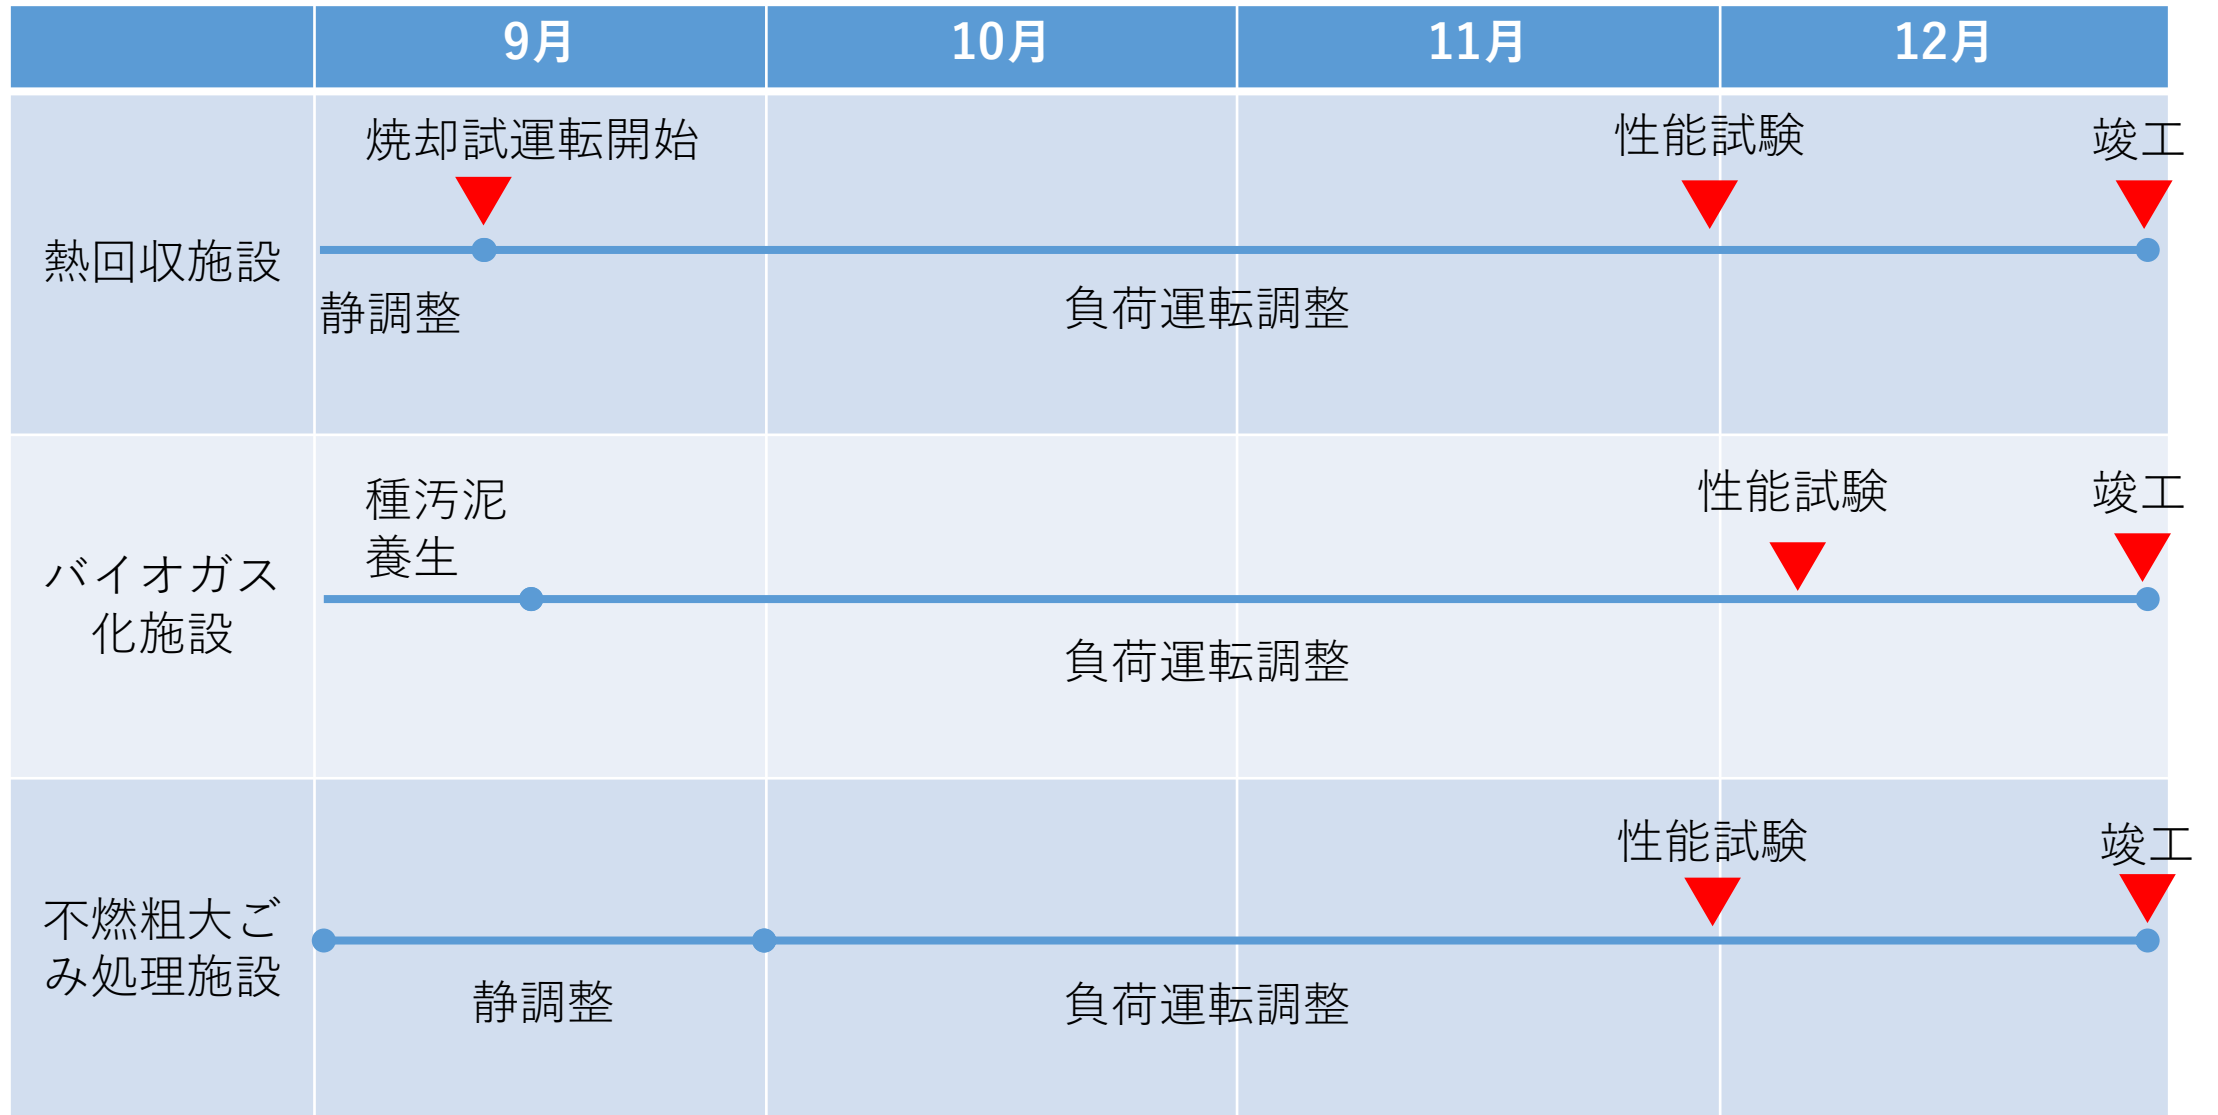 9月
10月
11月
12月
焼却試運転開始
性能試験
竣工
熱回収施設
静調整
負荷運転調整
種汚泥
養生
性能試験
竣工
バイオガス
化施設
負荷運転調整
性能試験
竣工
不燃粗大ご
み処理施設
静調整
負荷運転調整